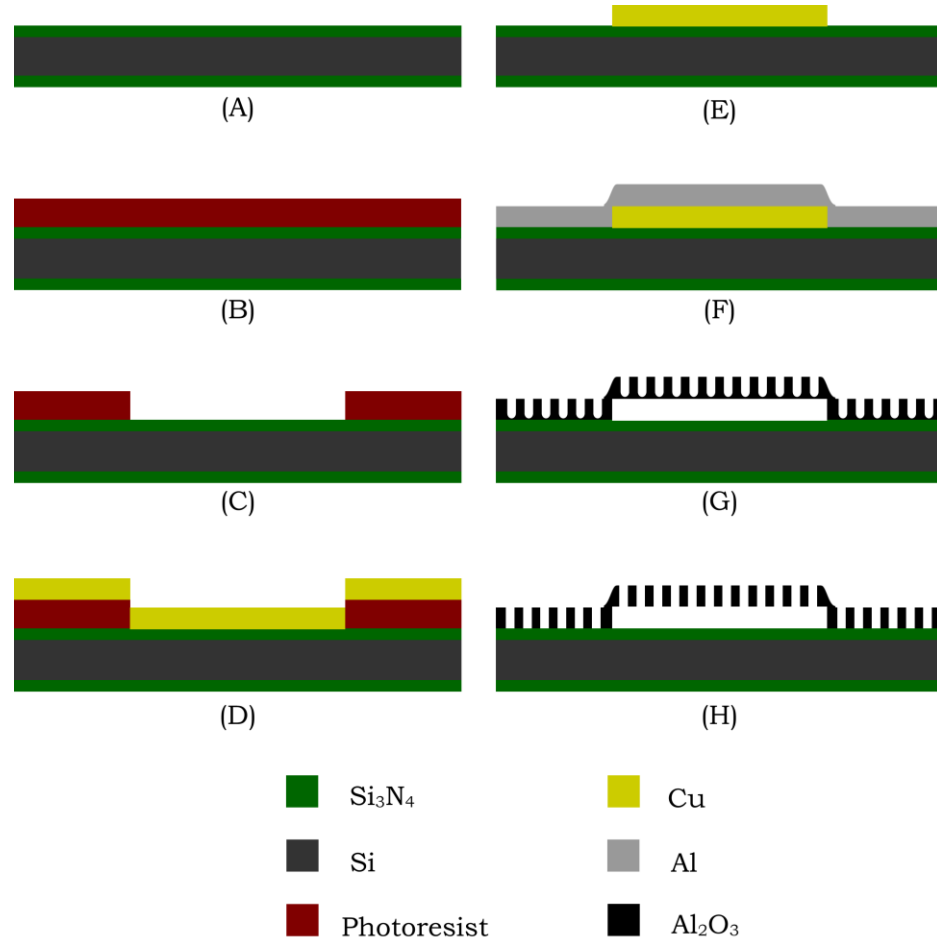 (A)
(E)
(B)
(F)
(C)
(G)
(D)
(H)
Si₃N₄
Cu
Si
Al
Photoresist
Al₂O₃